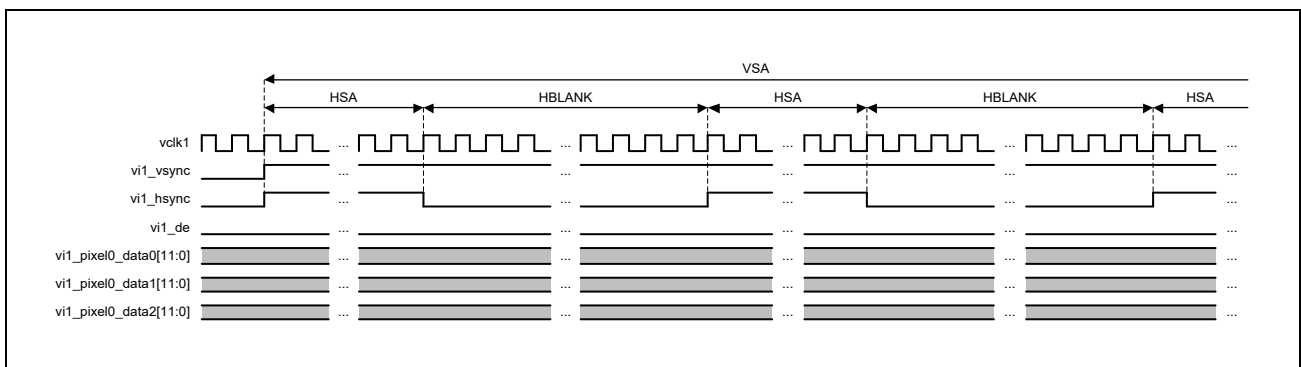 VSA
HSA HBLANK HSA HBLANK HSA
vclk1 ... ... ... ... ...
vi1_vsync ... ... ... ... ...
vi1_hsync ... ... ... ... ...
vi1_de ... ... ... ... ...
vi1_pixel0_data0[11:0] ... ... ... ... ...
vi1_pixel0_data1[11:0] ... ... ... ... ...
vi1_pixel0_data2[11:0] ... ... ... ... ...